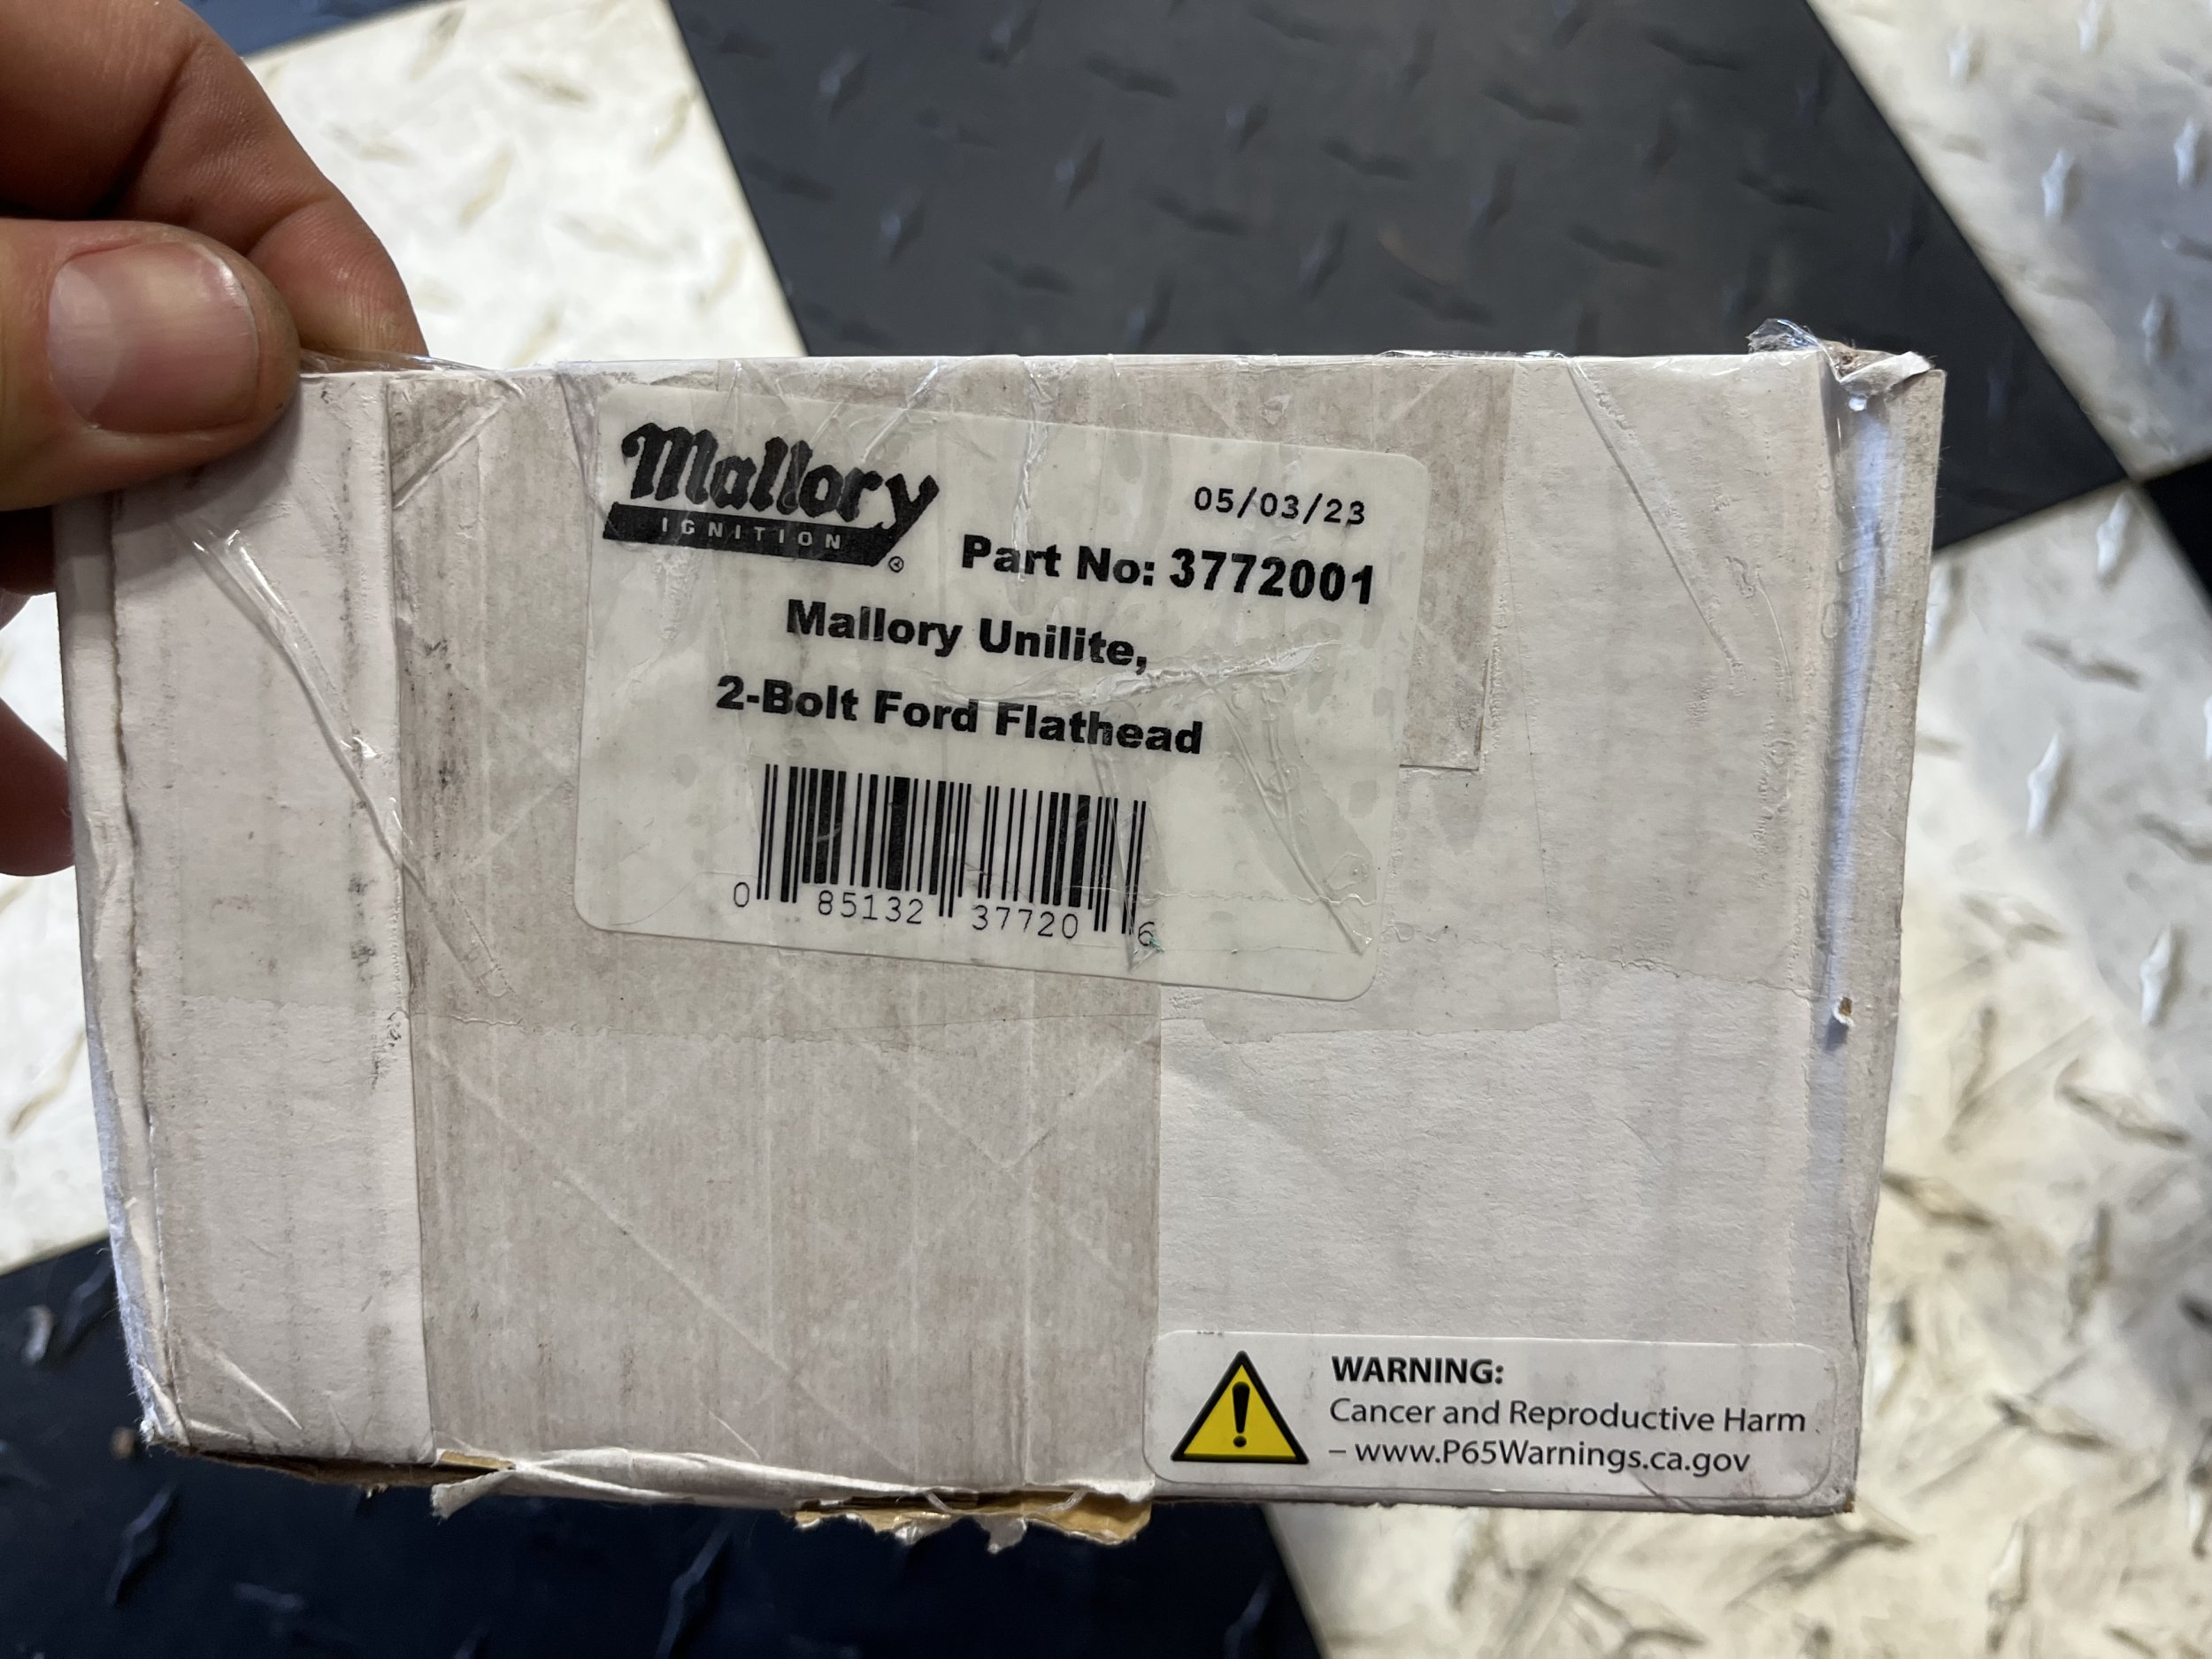 Mallory
IGNITION
®
05/03/23
Part No: 3772001
Mallory Unilite,
2-Bolt Ford Flathead
0 85132 37720 6
WARNING:
Cancer and Reproductive Harm
– www.P65Warnings.ca.gov